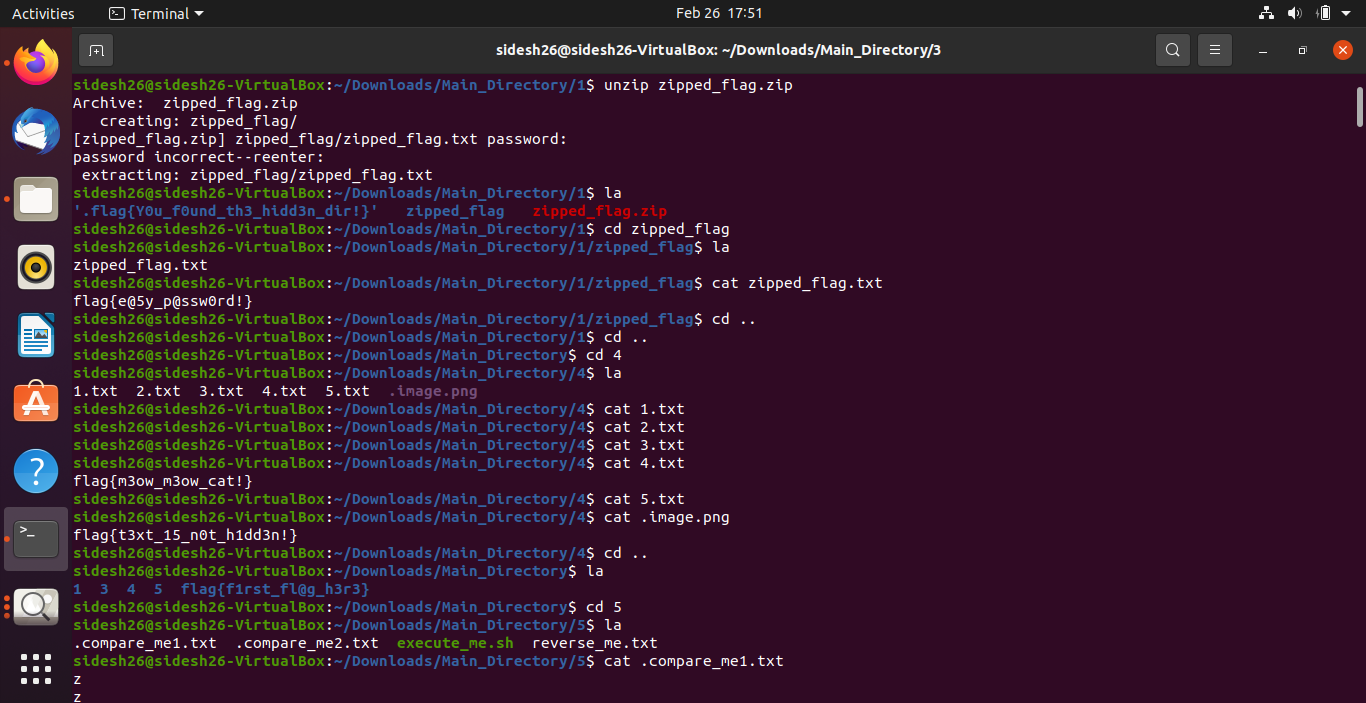 Activities
Terminal
Feb 26 17:51
sidesh26@sidesh26-VirtualBox: ~/Downloads/Main_Directory/3
sidesh26@sidesh26-VirtualBox:~/Downloads/Main_Directory/1$ unzip zipped_flag.zip
Archive:  zipped_flag.zip
   creating: zipped_flag/
[zipped_flag.zip] zipped_flag/zipped_flag.txt password:
password incorrect--reenter:
 extracting: zipped_flag/zipped_flag.txt
sidesh26@sidesh26-VirtualBox:~/Downloads/Main_Directory/1$ la
'.flag{Y0u_f0und_th3_hidd3n_dir!}'   zipped_flag   zipped_flag.zip
sidesh26@sidesh26-VirtualBox:~/Downloads/Main_Directory/1$ cd zipped_flag
sidesh26@sidesh26-VirtualBox:~/Downloads/Main_Directory/1/zipped_flag$ la
zipped_flag.txt
sidesh26@sidesh26-VirtualBox:~/Downloads/Main_Directory/1/zipped_flag$ cat zipped_flag.txt
flag{e@5y_p@ssw0rd!}
sidesh26@sidesh26-VirtualBox:~/Downloads/Main_Directory/1/zipped_flag$ cd ..
sidesh26@sidesh26-VirtualBox:~/Downloads/Main_Directory/1$ cd ..
sidesh26@sidesh26-VirtualBox:~/Downloads/Main_Directory$ cd 4
sidesh26@sidesh26-VirtualBox:~/Downloads/Main_Directory/4$ la
1.txt  2.txt  3.txt  4.txt  5.txt  .image.png
sidesh26@sidesh26-VirtualBox:~/Downloads/Main_Directory/4$ cat 1.txt
sidesh26@sidesh26-VirtualBox:~/Downloads/Main_Directory/4$ cat 2.txt
sidesh26@sidesh26-VirtualBox:~/Downloads/Main_Directory/4$ cat 3.txt
sidesh26@sidesh26-VirtualBox:~/Downloads/Main_Directory/4$ cat 4.txt
flag{m3ow_m3ow_cat!}
sidesh26@sidesh26-VirtualBox:~/Downloads/Main_Directory/4$ cat 5.txt
sidesh26@sidesh26-VirtualBox:~/Downloads/Main_Directory/4$ cat .image.png
flag{t3xt_15_n0t_h1dd3n!}
sidesh26@sidesh26-VirtualBox:~/Downloads/Main_Directory/4$ cd ..
sidesh26@sidesh26-VirtualBox:~/Downloads/Main_Directory$ la
1  3  4  5  flag{f1rst_fl@g_h3r3}
sidesh26@sidesh26-VirtualBox:~/Downloads/Main_Directory$ cd 5
sidesh26@sidesh26-VirtualBox:~/Downloads/Main_Directory/5$ la
.compare_me1.txt  .compare_me2.txt  execute_me.sh  reverse_me.txt
sidesh26@sidesh26-VirtualBox:~/Downloads/Main_Directory/5$ cat .compare_me1.txt
z
z